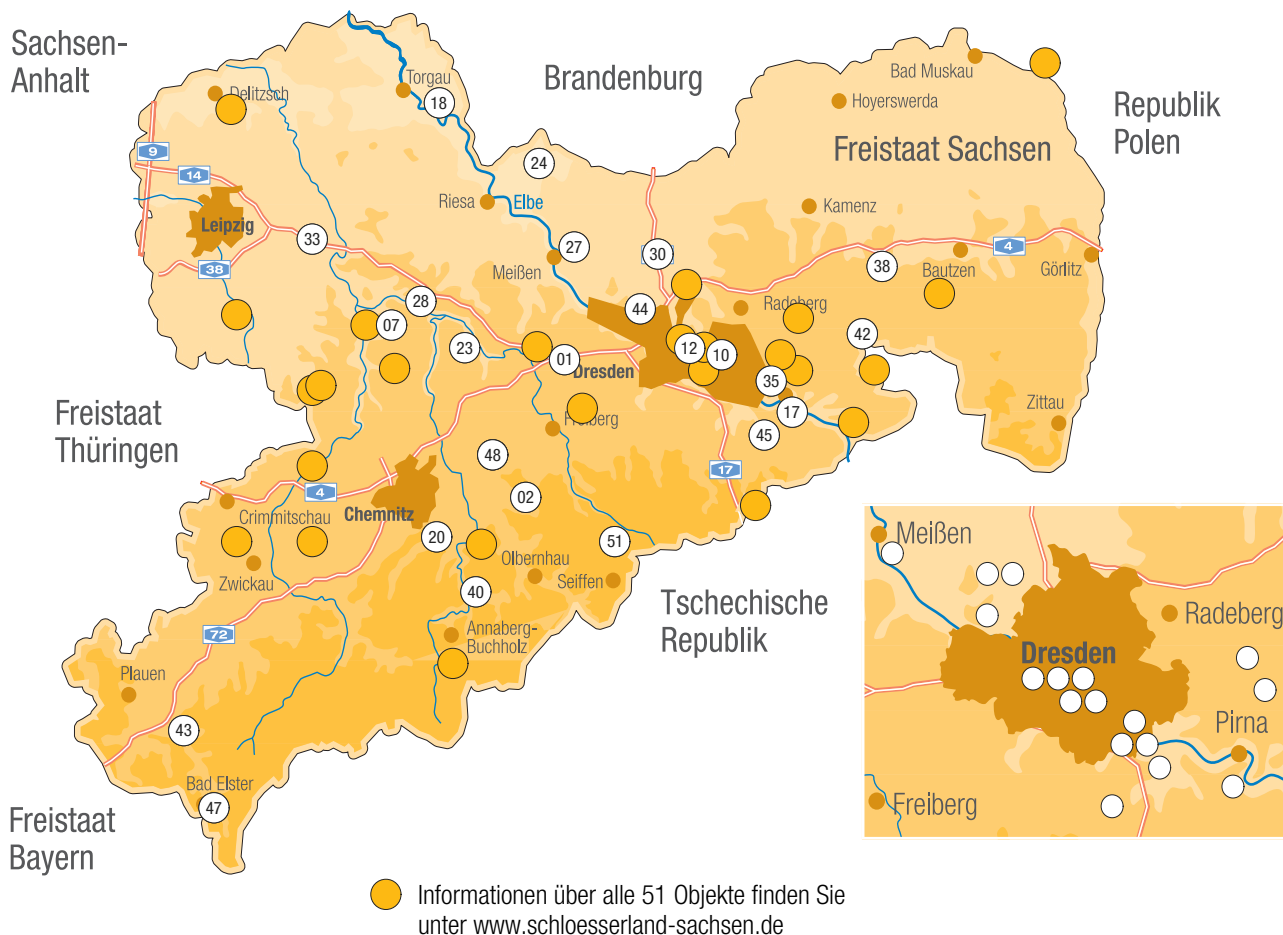 Sachsen-
Anhalt
Brandenburg
Republik
Polen
Freistaat Sachsen
Freistaat
Thüringen
Tschechische
Republik
Freistaat
Bayern
Delitzsch
Torgau
18
Bad Muskau
Hoyerswerda
9
14
24
Leipzig
Riesa
Elbe
Kamenz
38
33
27
Meißen
30
4
38
Bautzen
Görlitz
28
07
44
Radeberg
42
23
01
Dresden
12
10
35
17
45
Freiberg
Zittau
48
17
4
Crimmitschau
Chemnitz
02
20
51
Zwickau
Olbernhau
Seiffen
40
72
Annaberg-
Buchholz
Plauen
43
Bad Elster
47
Meißen
Radeberg
Dresden
Pirna
Freiberg
Informationen über alle 51 Objekte finden Sie
unter www.schloesserland-sachsen.de